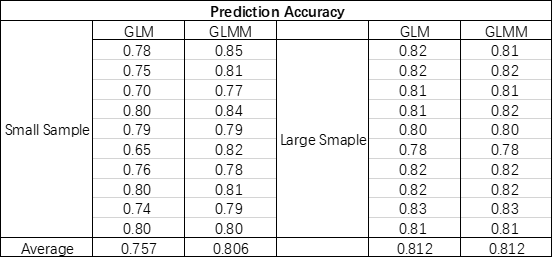 Prediction Accuracy
GLM GLMM GLM GLMM
0.78 0.85 0.82 0.81
0.75 0.81 0.82 0.82
0.70 0.77 0.81 0.81
0.80 0.84 0.81 0.82
Small Sample 0.79 0.79 Large Smaple 0.80 0.80
0.65 0.82 0.78 0.78
0.76 0.78 0.82 0.82
0.80 0.81 0.82 0.82
0.74 0.79 0.83 0.83
0.80 0.80 0.81 0.81
Average 0.757 0.806 0.812 0.812